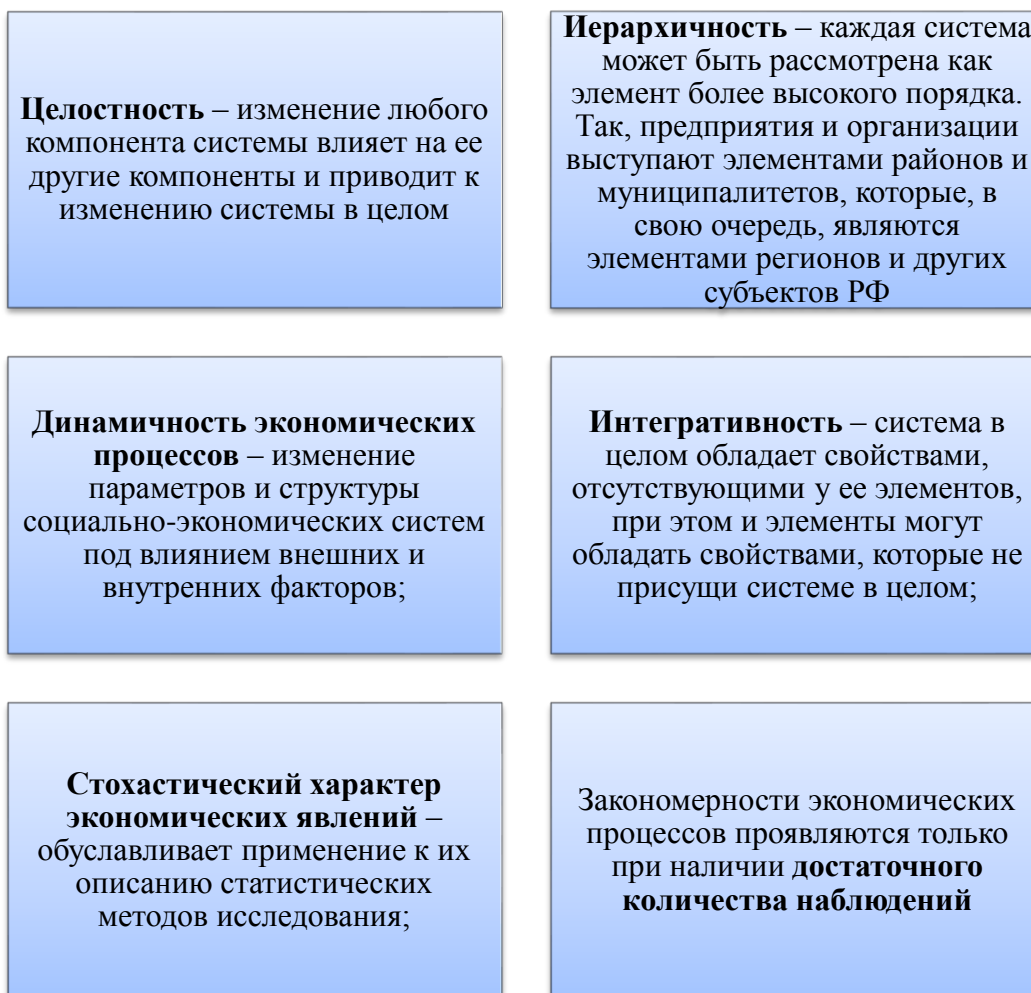 Целостность – изменение любого
компонента системы влияет на ее
другие компоненты и приводит к
изменению системы в целом
Иерархичность – каждая система
может быть рассмотрена как
элемент более высокого порядка.
Так, предприятия и организации
выступают элементами районов и
муниципалитетов, которые, в
свою очередь, являются
элементами регионов и других
субъектов РФ
Динамичность экономических
процессов – изменение
параметров и структуры
социально-экономических систем
под влиянием внешних и
внутренних факторов;
Интегративность – система в
целом обладает свойствами,
отсутствующими у ее элементов,
при этом и элементы могут
обладать свойствами, которые не
присущи системе в целом;
Стохастический характер
экономических явлений –
обуславливает применение к их
описанию статистических
методов исследования;
Закономерности экономических
процессов проявляются только
при наличии достаточного
количества наблюдений